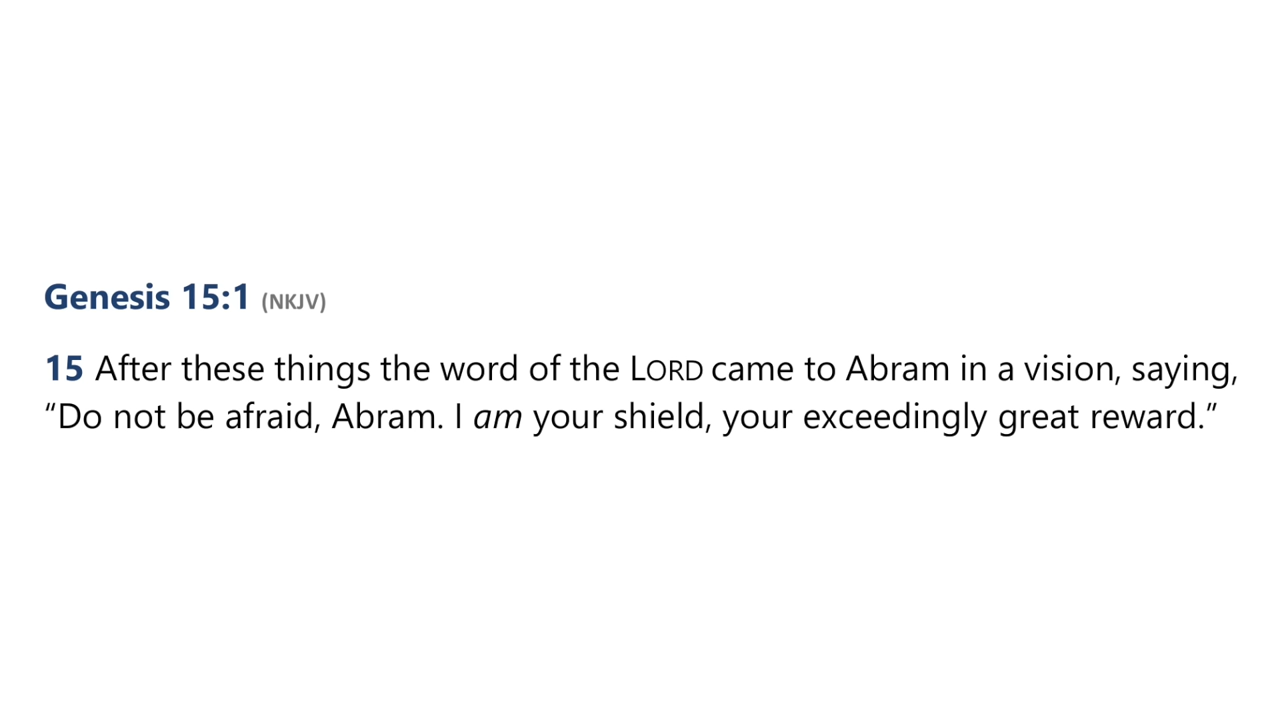 Genesis 15:1 (NKJV)
15 After these things the word of the LORD came to Abram in a vision, saying,
“Do not be afraid, Abram. I am your shield, your exceedingly great reward.”